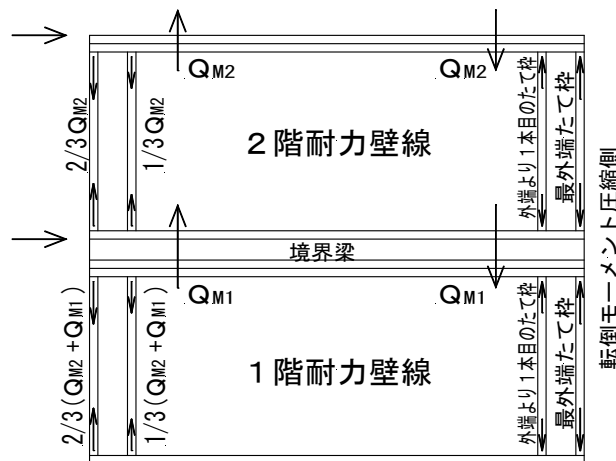 QM2
QM2
2/3QM2
1/3QM2
２階耐力壁線
外端より１本目のたて枠
最外端たて枠
境界梁
QM1
QM1
2/3(QM2+QM1)
1/3(QM2+QM1)
１階耐力壁線
外端より１本目のたて枠
最外端たて枠
転倒モーメント圧縮側